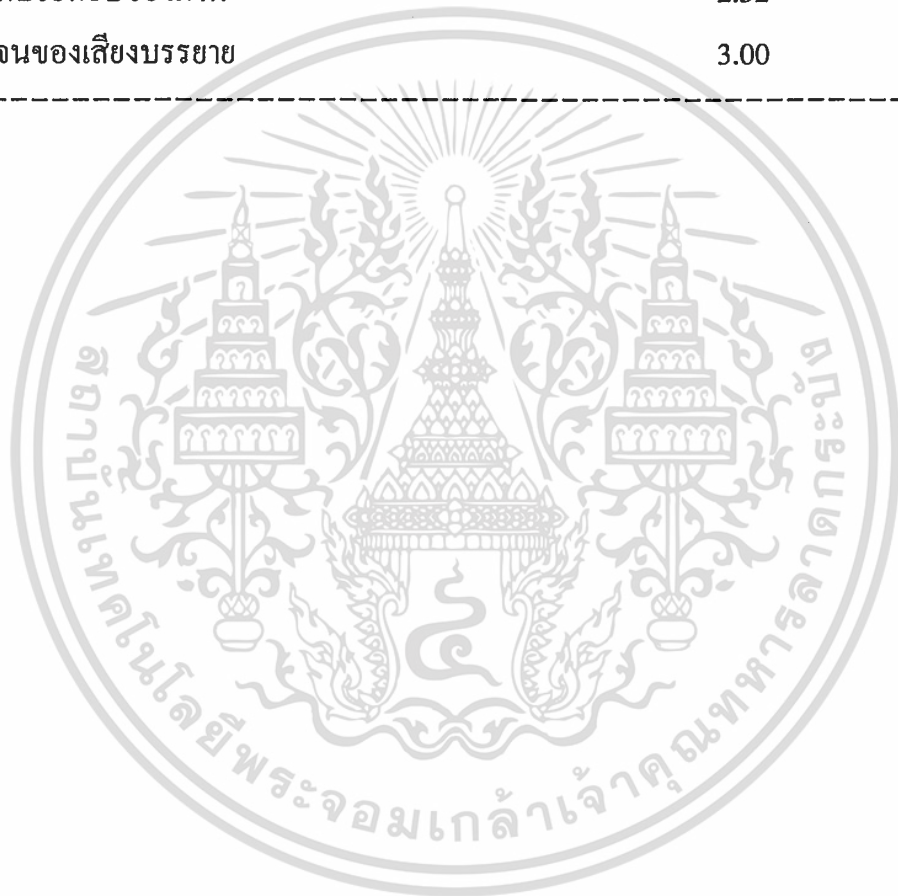 จนของเสียงบรรยาย 3.00
สถาบันเทคโนโลยีพระจอมเกล้าเจ้าคุณทหารลาดกระบัง
๔